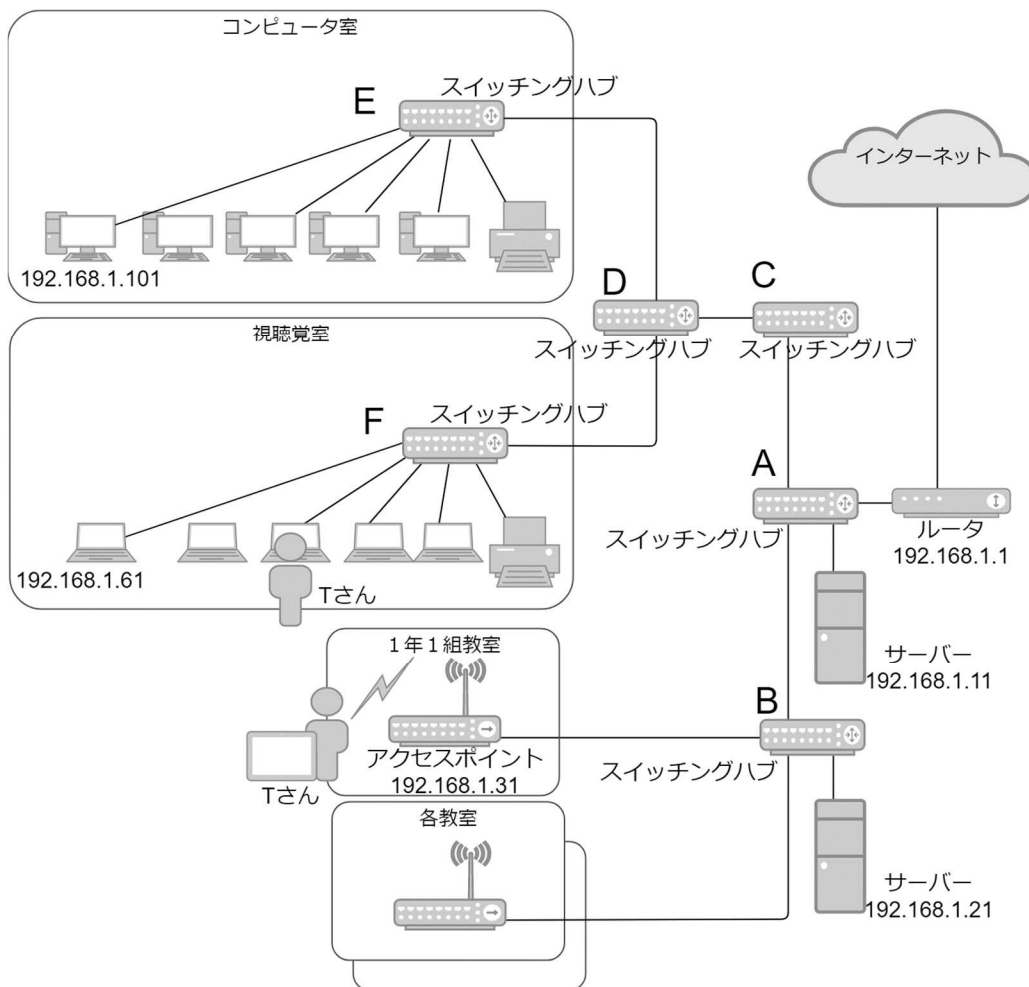 コンピュータ室
スイッチングハブ
E
192.168.1.101
インターネット
D
C
スイッチングハブ
スイッチングハブ
視聴覚室
スイッチングハブ
F
192.168.1.61
Tさん
A
スイッチングハブ
ルータ
192.168.1.1
サーバー
192.168.1.11
1年1組教室
アクセスポイント
192.168.1.31
Tさん
B
スイッチングハブ
各教室
サーバー
192.168.1.21